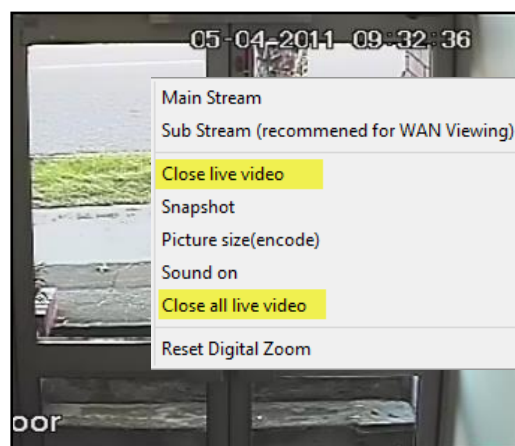 05-04-2011 09:32:36
Main Stream
Sub Stream (recommened for WAN Viewing)
Close live video
Snapshot
Picture size(encode)
Sound on
Close all live video
Reset Digital Zoom
oor